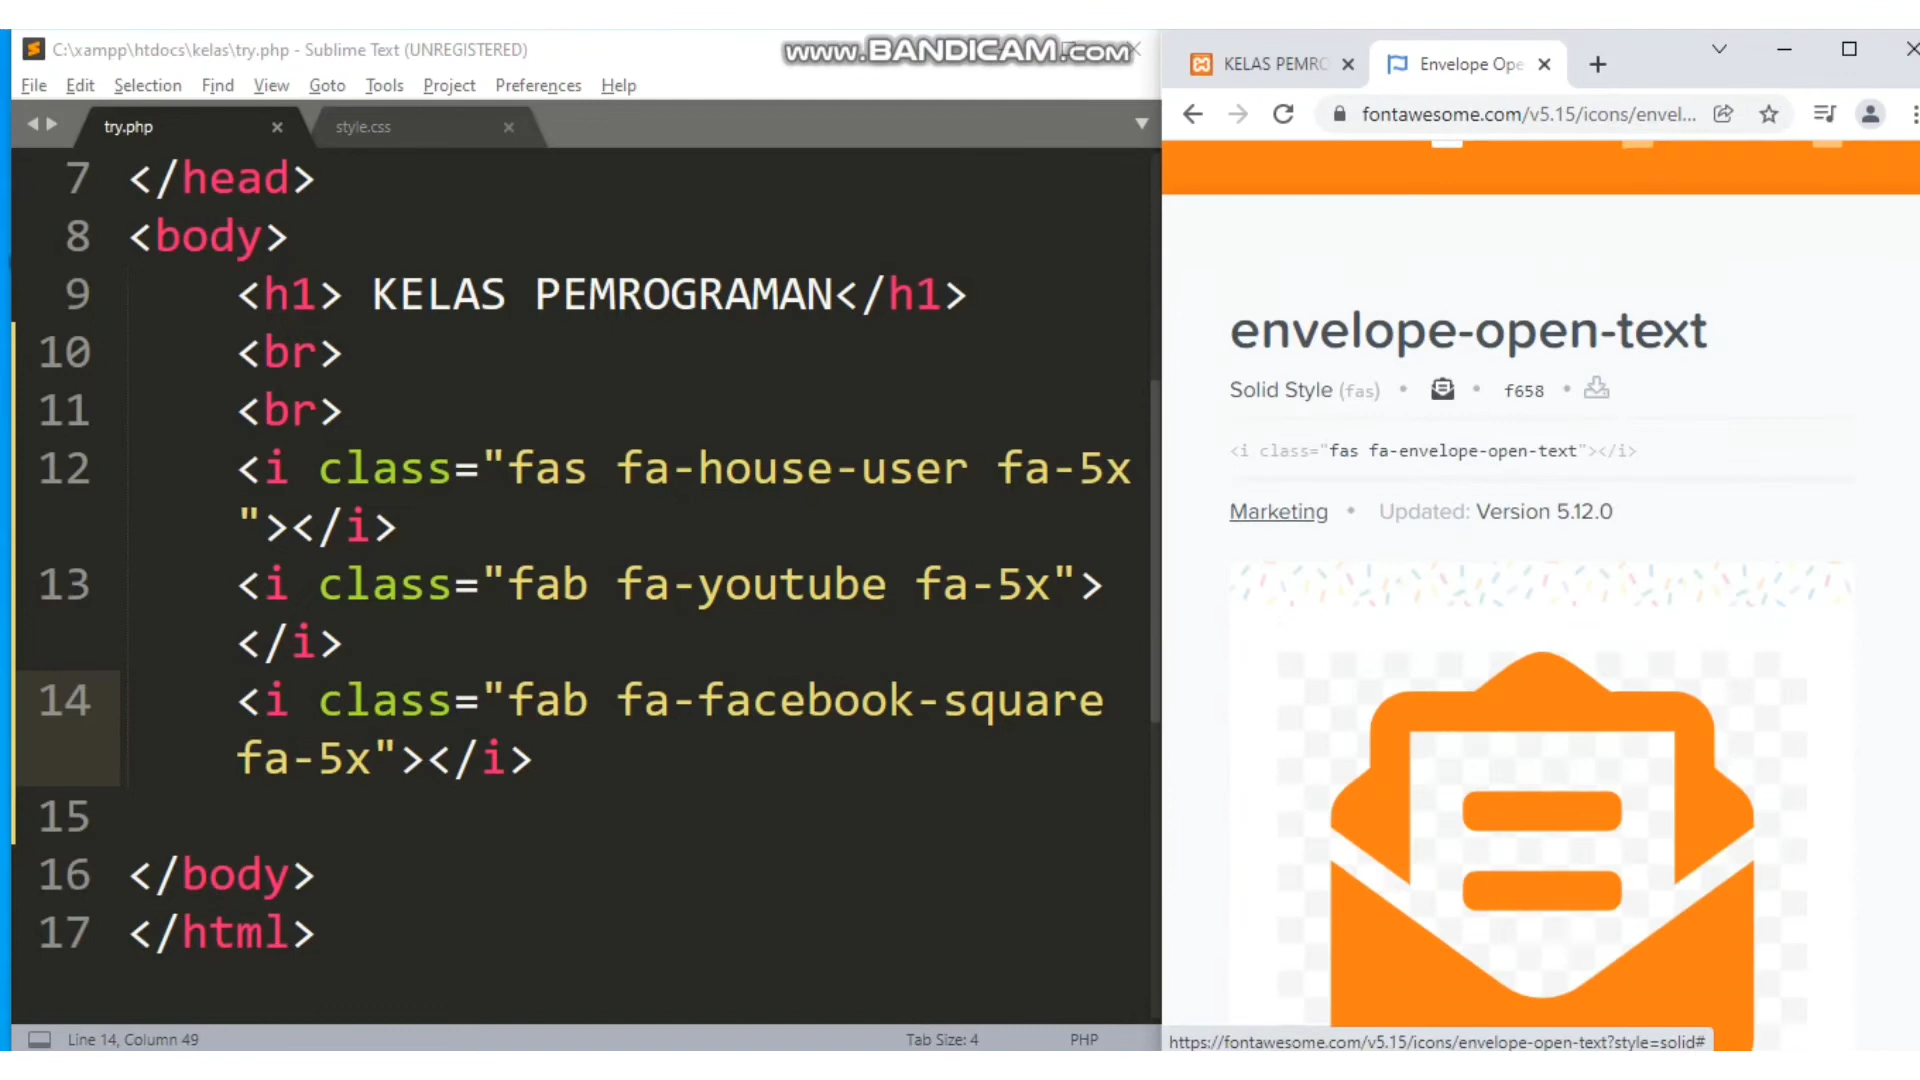 C:\xampp\htdocs\kelas\try.php - Sublime Text (UNREGISTERED)
www.BANDICAM.com
File Edit Selection Find View Goto Tools Project Preferences Help
try.php
style.css
7 </head>
8 <body>
9 <h1> KELAS PEMROGRAMAN</h1>
10 <br>
11 <br>
12 <i class="fas fa-house-user fa-5x
"></i>
13 <i class="fab fa-youtube fa-5x">
</i>
14 <i class="fab fa-facebook-square
fa-5x"></i>
15
16 </body>
17 </html>
Line 14, Column 49
Tab Size: 4
PHP
KELAS PEMRO
Envelope Ope
fontawesome.com/v5.15/icons/envel...
envelope-open-text
Solid Style (fas) • • f658 •
<i class="fas fa-envelope-open-text"></i>
Marketing • Updated: Version 5.12.0
https://fontawesome.com/v5.15/icons/envelope-open-text?style=solid#